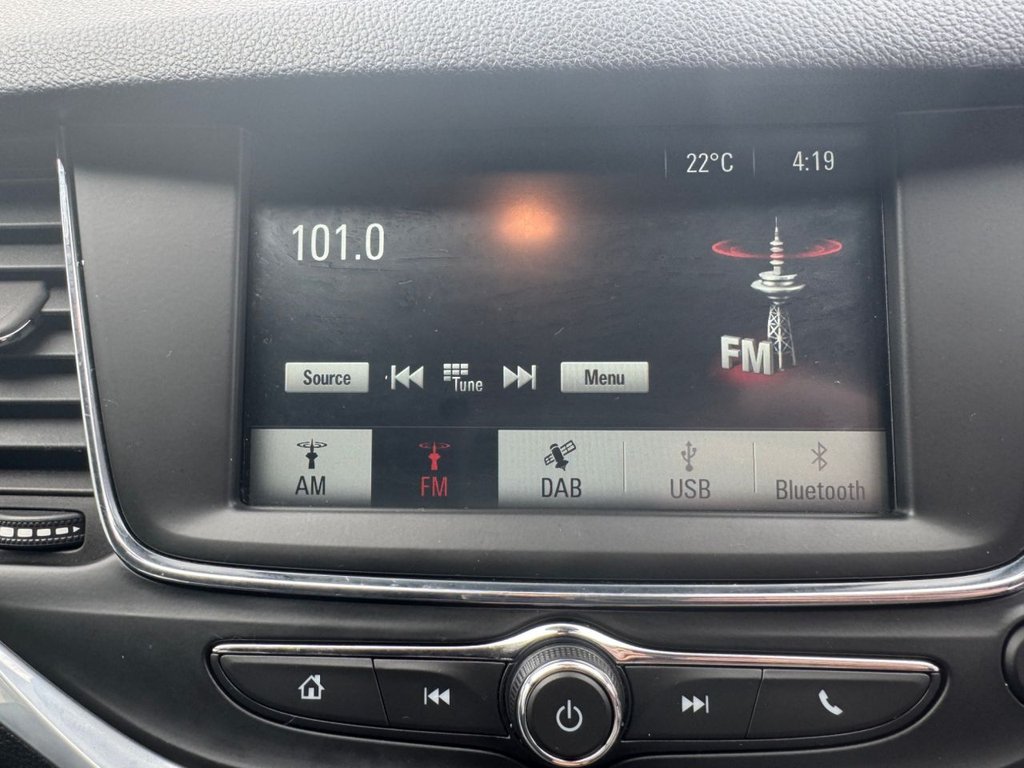 22°C 4:19
101.0
FM
Source Tune Menu
AM FM DAB USB Bluetooth